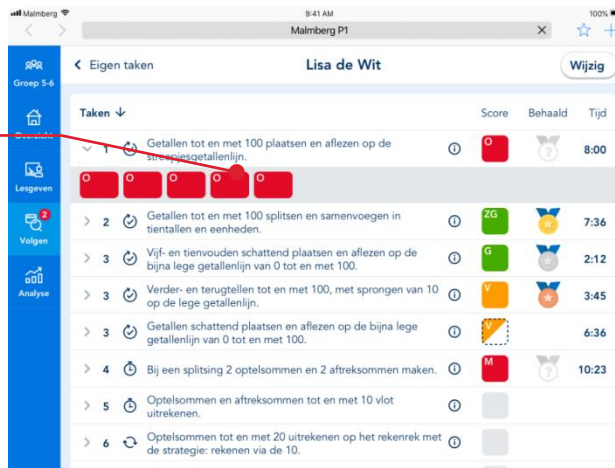 Malmberg
9:41 AM
100%
Malmberg P1
Groep 5-6
Eigen taken
Lisa de Wit
Wijzig
Overzicht
Lesgeven
2
Volgen
Analyse
Taken
Score
Behaald
Tijd
1 Getallen tot en met 100 plaatsen en aflezen op de
streepjesgetallenlijn.
O
?
8:00
O O O O O
2 Getallen tot en met 100 splitsen en samenvoegen in
tientallen en eenheden.
ZG
7:36
3 Vijf- en tienvouden schattend plaatsen en aflezen op de
bijna lege getallenlijn van 0 tot en met 100.
G
2:12
3 Verder- en terugtellen tot en met 100, met sprongen van 10
op de lege getallenlijn.
V
3:45
3 Getallen schattend plaatsen en aflezen op de bijna lege
getallenlijn van 0 tot en met 100.
V
6:36
4 Bij een splitsing 2 optelsommen en 2 aftreksommen maken.
M
?
10:23
5 Optelsommen en aftreksommen tot en met 10 vlot
uitrekenen.
6 Optelsommen tot en met 20 uitrekenen op het rekenrek met
de strategie: rekenen via de 10.